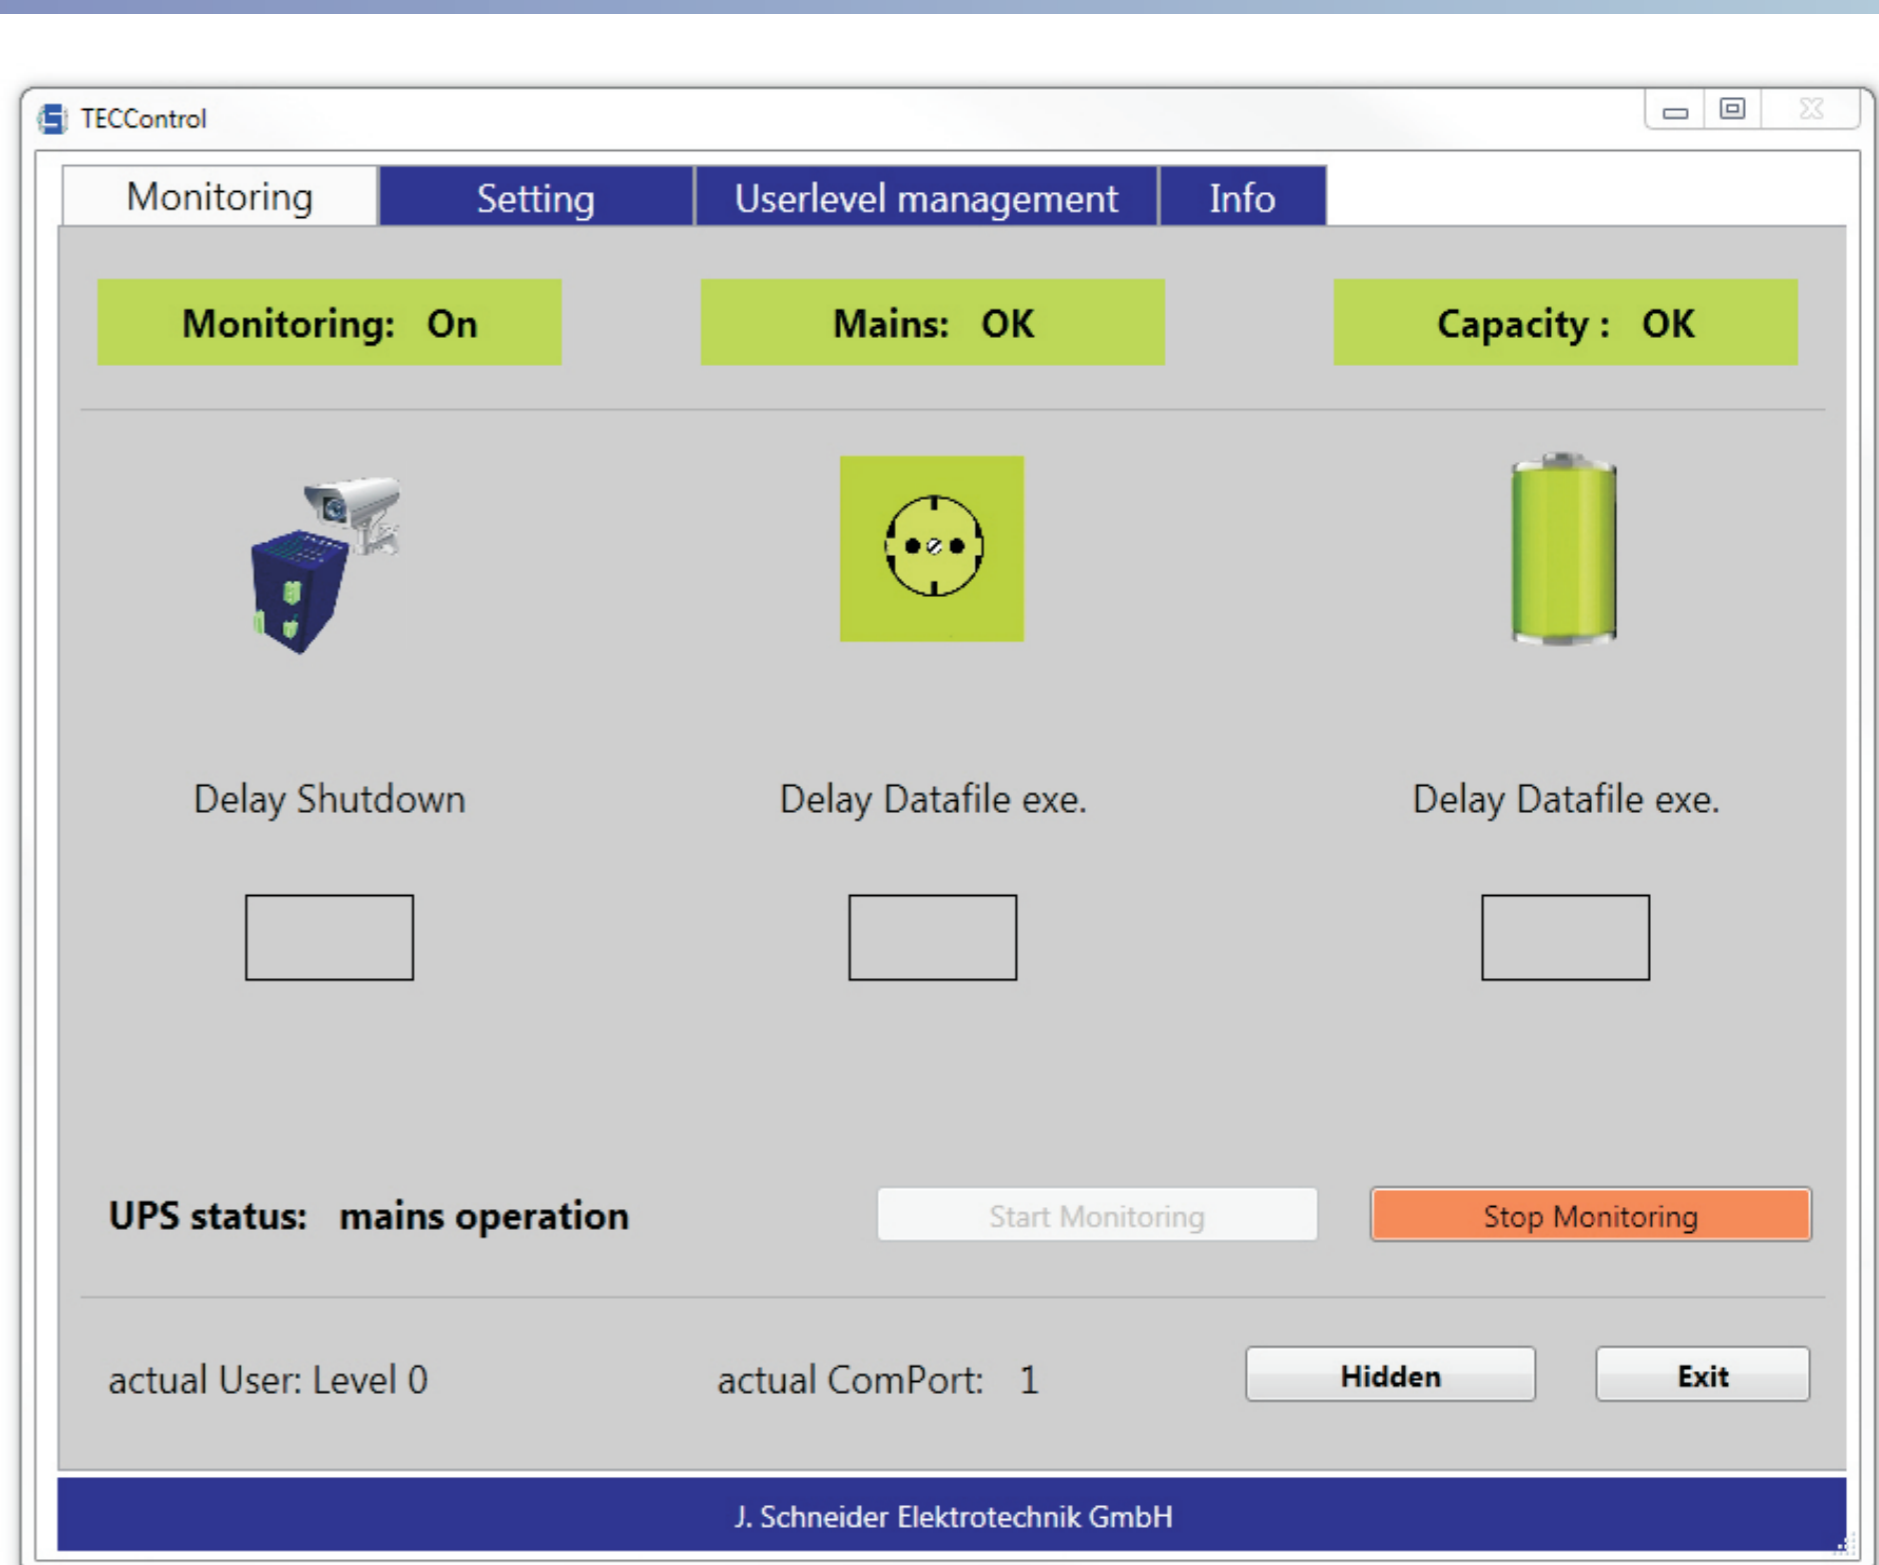 TECControl
Monitoring Setting Userlevel management Info
Monitoring: On Mains: OK Capacity : OK
Delay Shutdown Delay Datafile exe. Delay Datafile exe.
UPS status: mains operation Start Monitoring Stop Monitoring
actual User: Level 0 actual ComPort: 1 Hidden Exit
J. Schneider Elektrotechnik GmbH